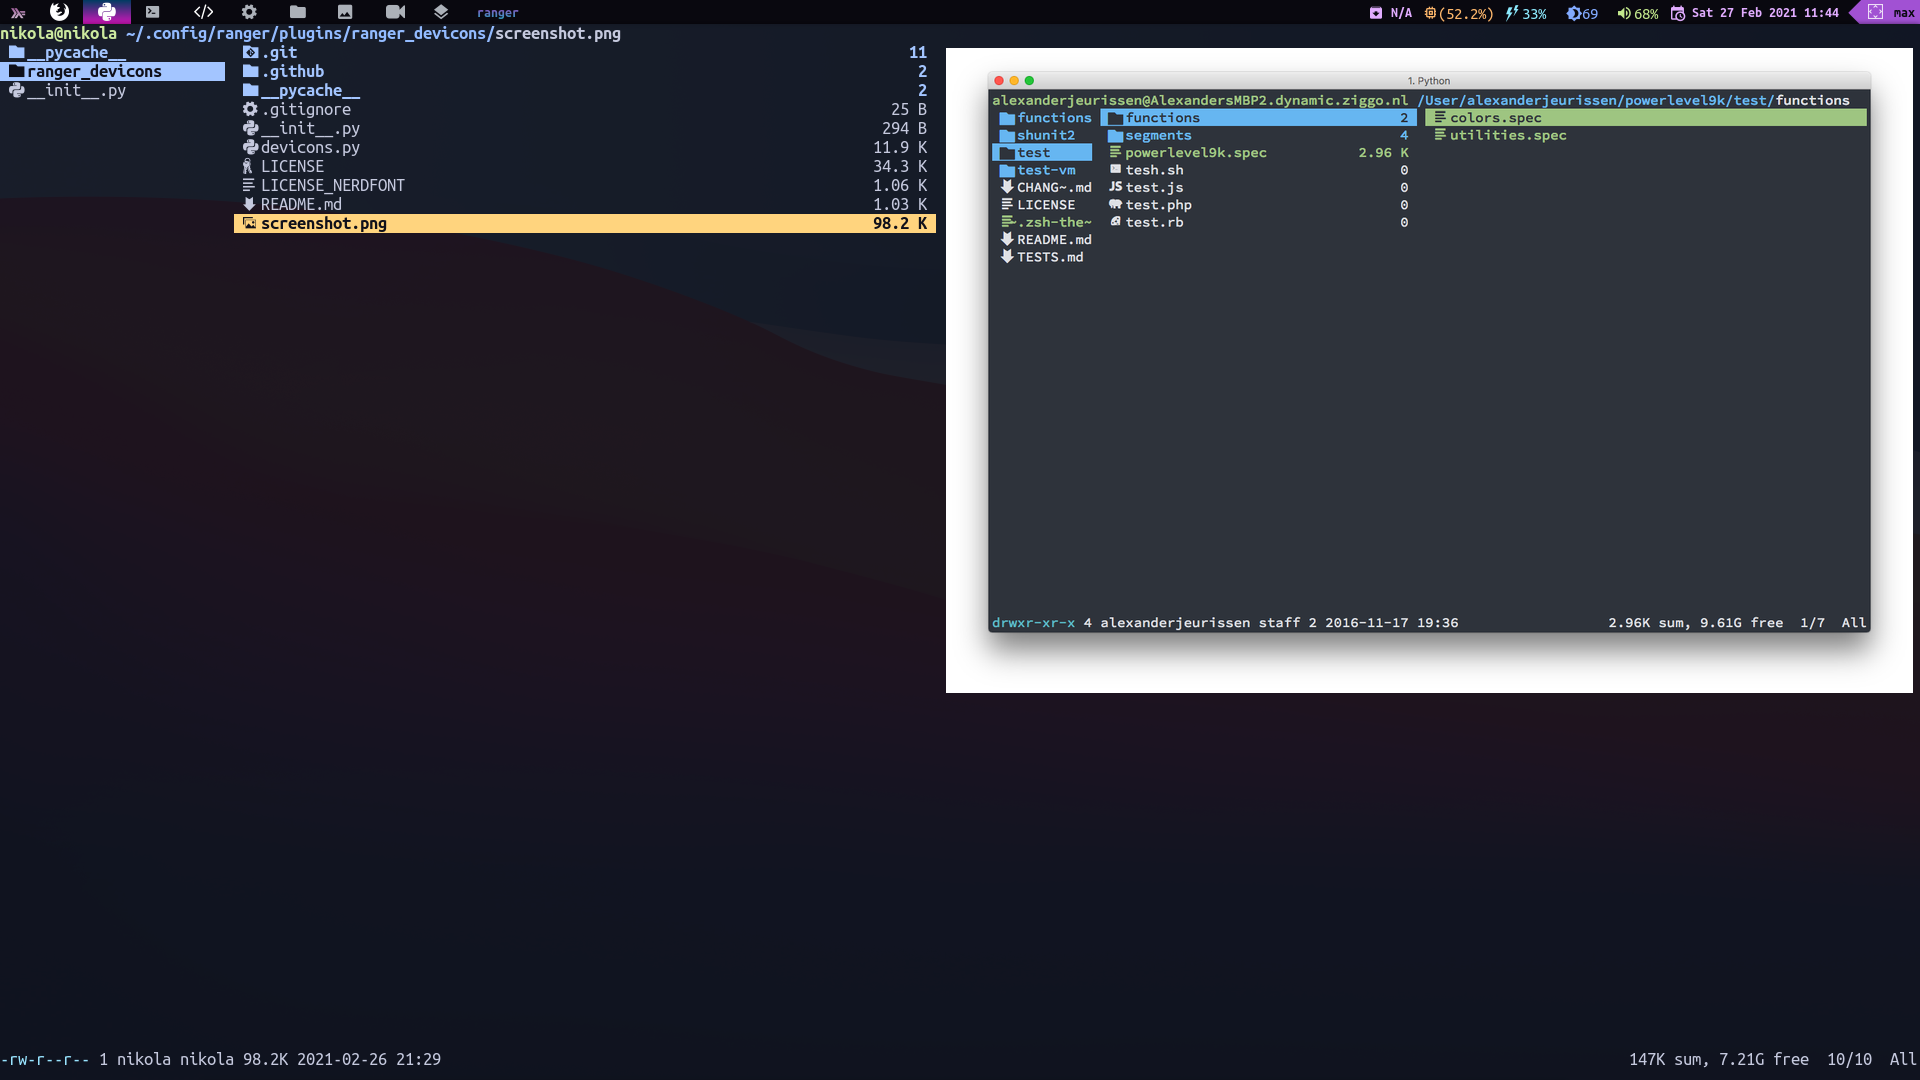 ranger N/A (52.2%) 33% 69 68% Sat 27 Feb 2021 11:44 max
nikola@nikola ~/.config/ranger/plugins/ranger_devicons/screenshot.png
__pycache__
ranger_devicons
__init__.py
.git 11
.github 2
__pycache__ 2
.gitignore 25 B
__init__.py 294 B
devicons.py 11.9 K
LICENSE 34.3 K
LICENSE_NERDFONT 1.06 K
README.md 1.03 K
screenshot.png 98.2 K
1. Python
alexanderjeurissen@AlexandersMBP2.dynamic.ziggo.nl /User/alexanderjeurissen/powerlevel9k/test/functions
functions
shunit2
test
test-vm
CHANG~.md
LICENSE
.zsh-the~
README.md
TESTS.md
functions 2
segments 4
powerlevel9k.spec 2.96 K
tesh.sh 0
JS test.js 0
test.php 0
test.rb 0
colors.spec
utilities.spec
drwxr-xr-x 4 alexanderjeurissen staff 2 2016-11-17 19:36 2.96K sum, 9.61G free 1/7 All
-rw-r--r-- 1 nikola nikola 98.2K 2021-02-26 21:29 147K sum, 7.21G free 10/10 All